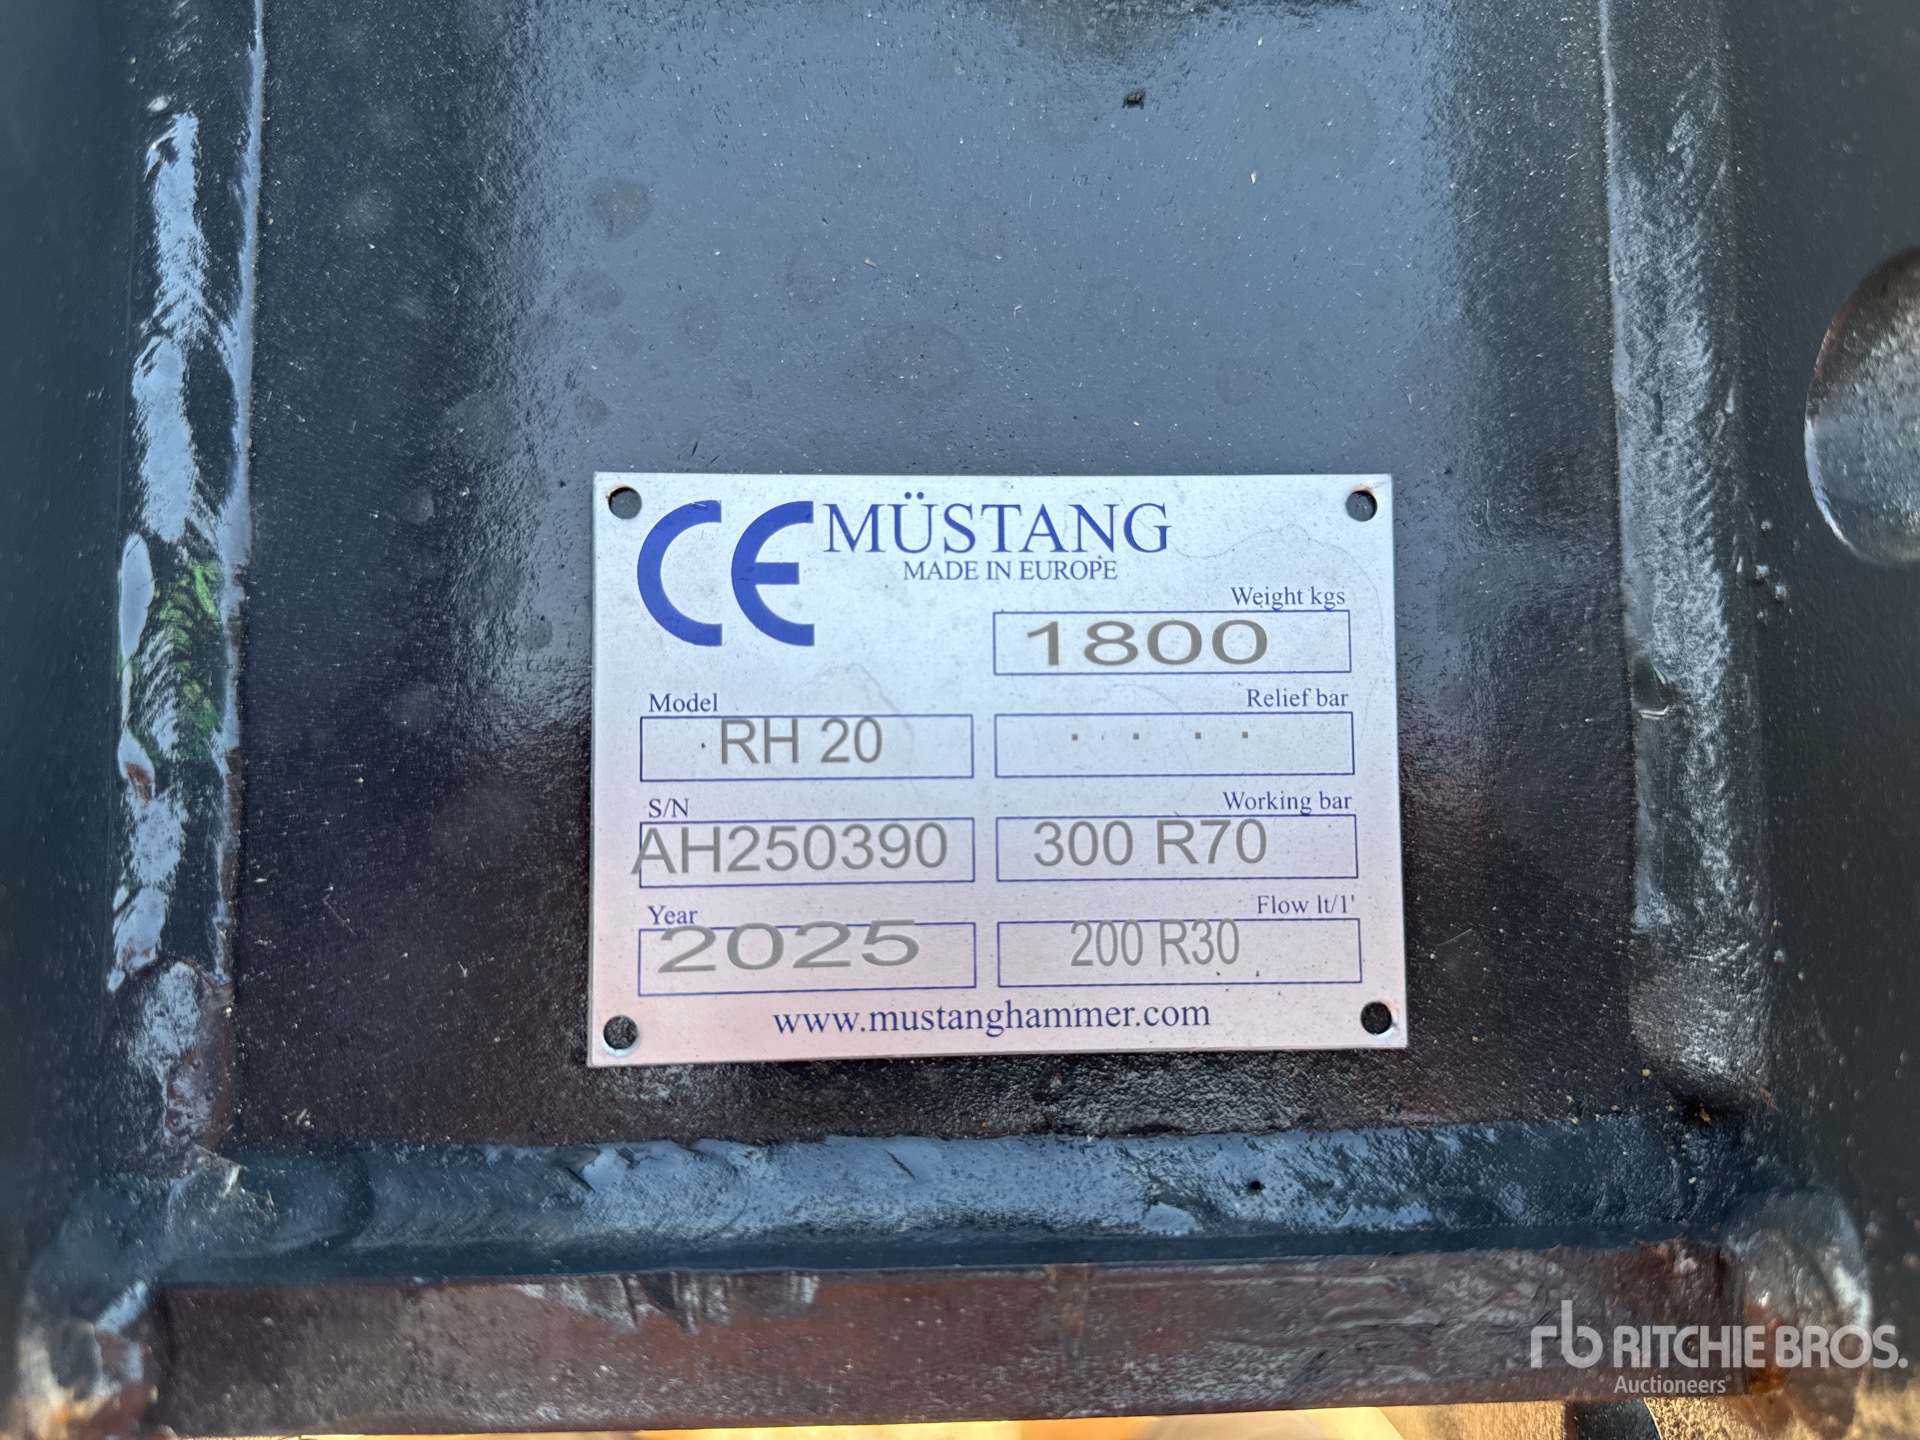 CE MÜSTANG
MADE IN EUROPE
Weight kgs
1800
Model
RH 20
Relief bar
. . . .
S/N
AH250390
Working bar
300 R70
Year
2025
Flow lt/1'
200 R30
www.mustanghammer.com
rb RITCHIE BROS.
Auctioneers